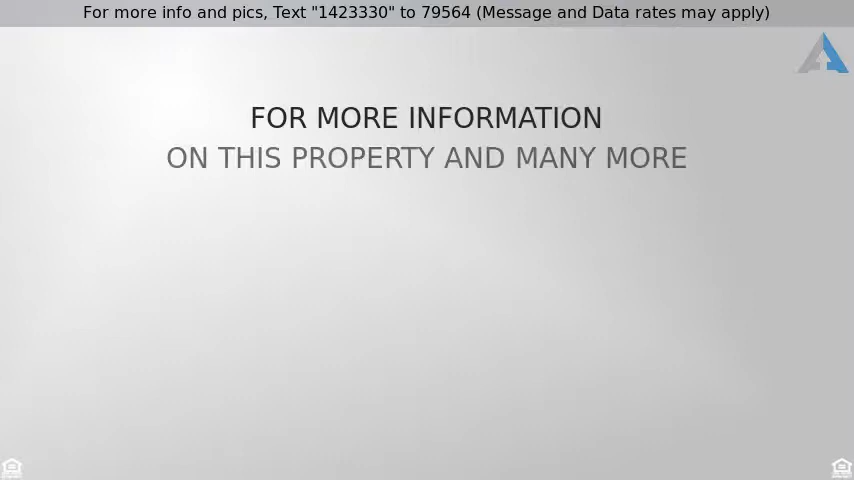 For more info and pics, Text "1423330" to 79564 (Message and Data rates may apply)
FOR MORE INFORMATION
ON THIS PROPERTY AND MANY MORE